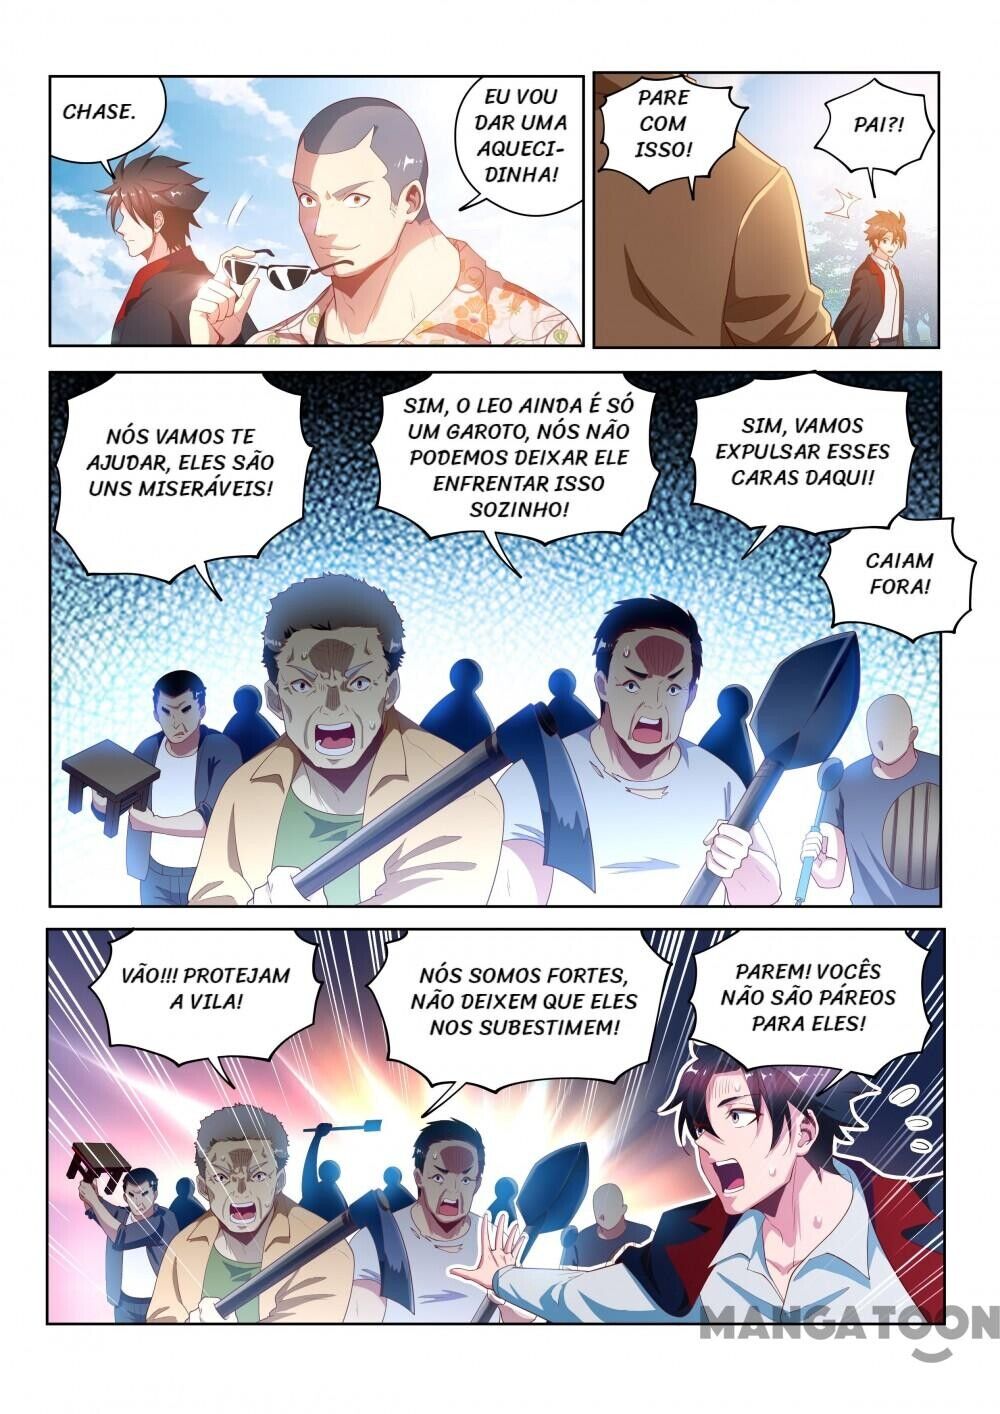 CHASE.
EU VOU
DAR UMA
AQUECI-
DINHA!
PARE
COM
ISSO!
PAI?!
NÓS VAMOS TE
AJUDAR, ELES SÃO
UNS MISERÁVEIS!
SIM, O LEO AINDA É SÓ
UM GAROTO, NÓS NÃO
PODEMOS DEIXAR ELE
ENFRENTAR ISSO
SOZINHO!
SIM, VAMOS
EXPULSAR ESSES
CARAS DAQUI!
CAIAM
FORA!
VÃO!!! PROTEJAM
A VILA!
NÓS SOMOS FORTES,
NÃO DEIXEM QUE ELES
NOS SUBESTIMEM!
PAREM! VOCÊS
NÃO SÃO PÁREOS
PARA ELES!
MANGATOON